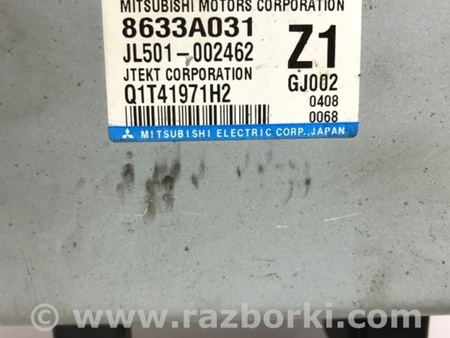 MITSUBISHI MOTORS CORPORATION
8633A031
JL501-002462
Z1
JTEKT CORPORATION
GJ002
Q1T41971H2
0408
0068
MITSUBISHI ELECTRIC CORP., JAPAN
© www.razborki.com